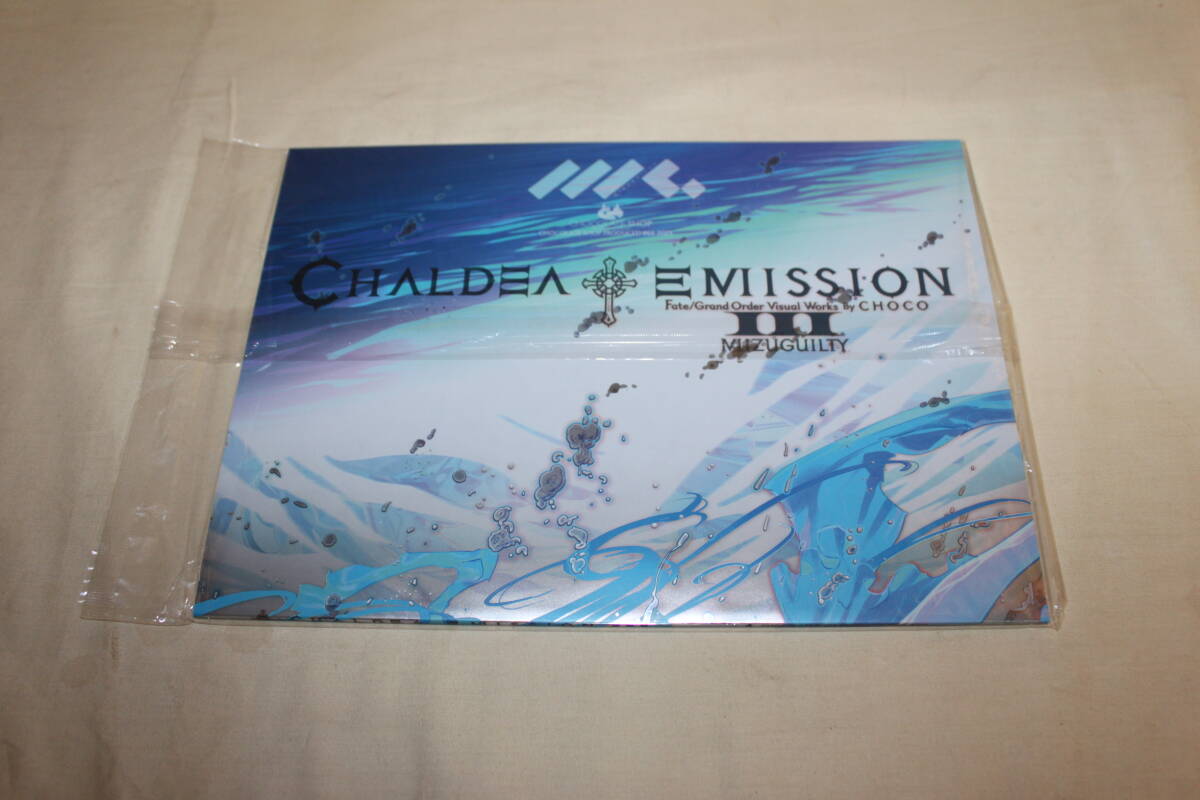 CHALDEA EMISSION
Fate/Grand Order Visual Works By CHOCO
III
MIZUGUILTY